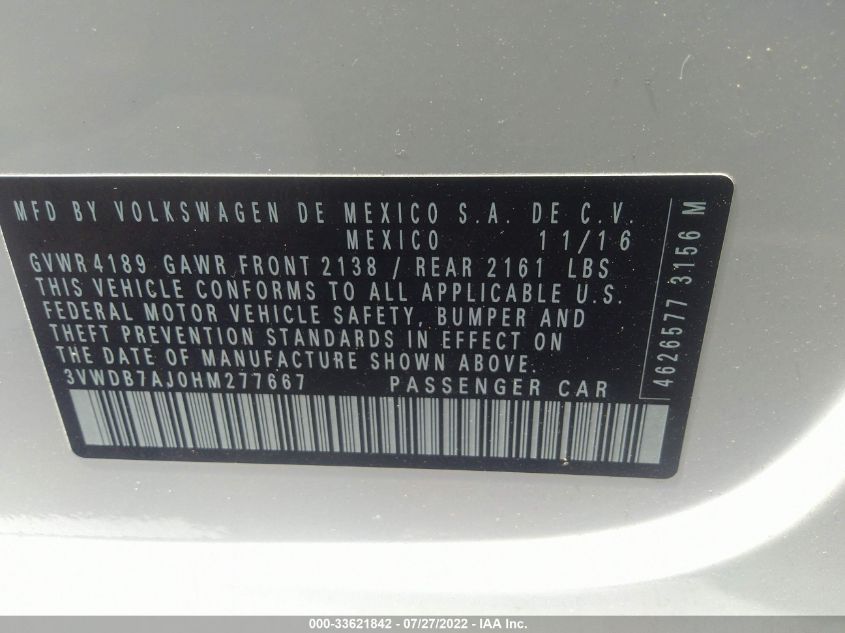 MFD BY VOLKSWAGEN DE MEXICO S.A. DE C.V.
MEXICO 11/16
GVWR 4189 GAWR FRONT 2138 / REAR 2161 LBS
THIS VEHICLE CONFORMS TO ALL APPLICABLE U.S.
FEDERAL MOTOR VEHICLE SAFETY, BUMPER AND
THEFT PREVENTION STANDARDS IN EFFECT ON
THE DATE OF MANUFACTURE SHOWN ABOVE.
3VWDB7AJ0HM277667 PASSENGER CAR
4626577 3156 M
000-33621842 - 07/27/2022 - IAA Inc.